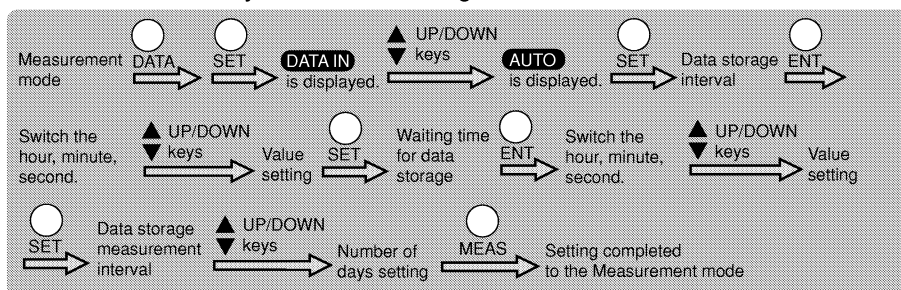 Measurement mode
DATA
SET
DATA IN
is displayed.
▲ UP/DOWN
▼ keys
AUTO
is displayed.
SET
Data storage
interval
ENT
Switch the
hour, minute,
second.
▲ UP/DOWN
▼ keys
Value
setting
SET
Waiting time
for data
storage
ENT
Switch the
hour, minute,
second.
▲ UP/DOWN
▼ keys
Value
setting
SET
Data storage
measurement
interval
▲ UP/DOWN
▼ keys
Number of
days setting
MEAS
Setting completed
to the Measurement mode